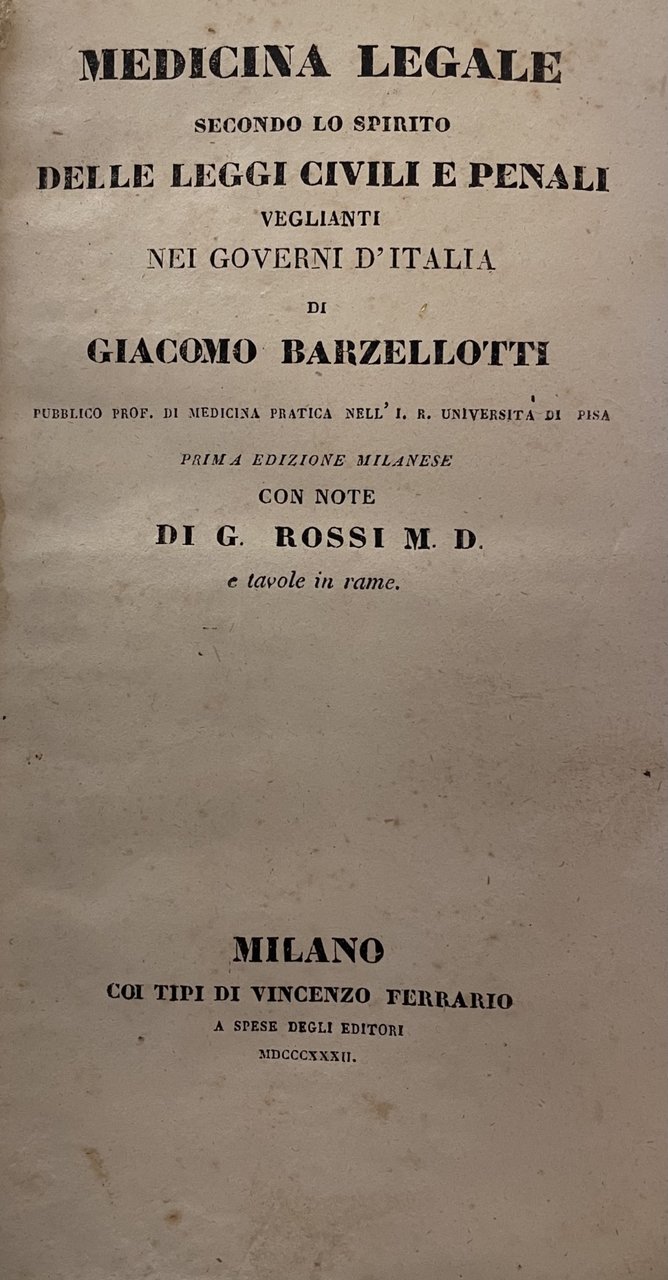 MEDICINA LEGALE
SECONDO LO SPIRITO
DELLE LEGGI CIVILI E PENALI
VEGLIANTI
NEI GOVERNI D'ITALIA
DI
GIACOMO BARZELLOTTI
PUBBLICO PROF. DI MEDICINA PRATICA NELL' I. R. UNIVERSITÀ DI PISA
PRIMA EDIZIONE MILANESE
CON NOTE
DI G. ROSSI M. D.
e tavole in rame.
MILANO
COI TIPI DI VINCENZO FERRARIO
A SPESE DEGLI EDITORI
MDCCCXXXII.